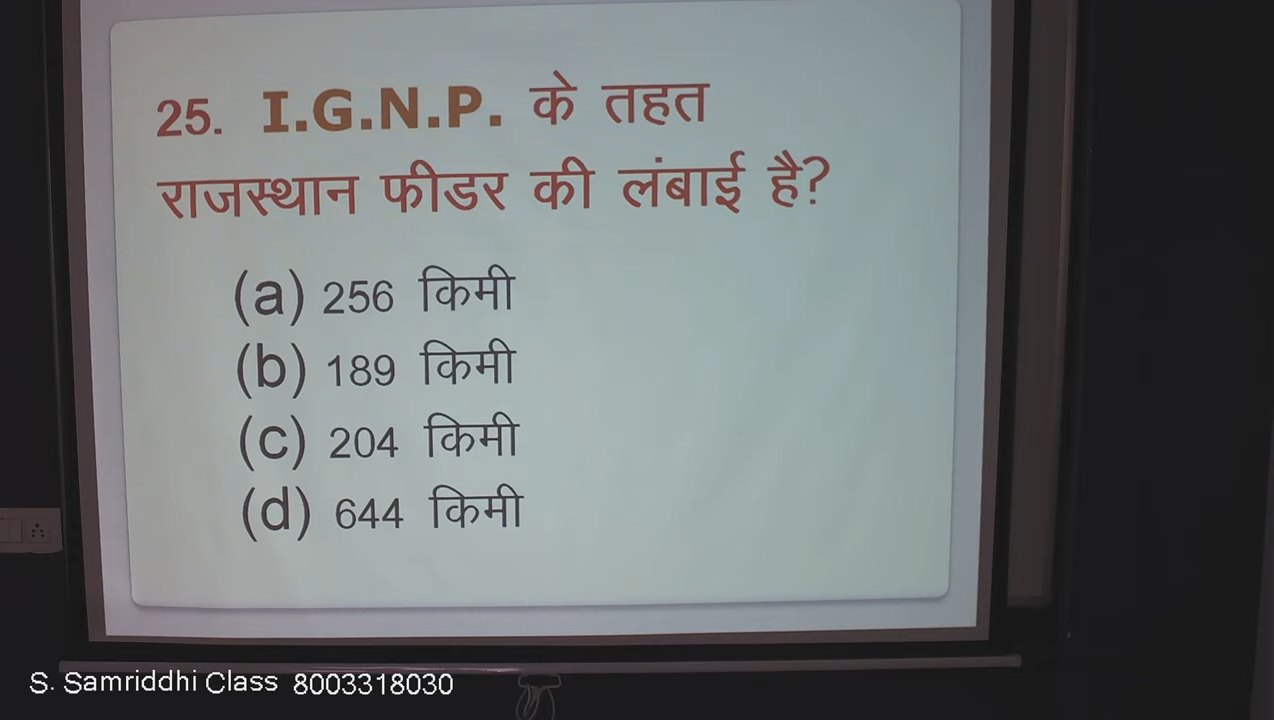 25. I.G.N.P. के तहत
राजस्थान फीडर की लंबाई है?
(a) 256 किमी
(b) 189 किमी
(c) 204 किमी
(d) 644 किमी
S. Samriddhi Class 8003318030